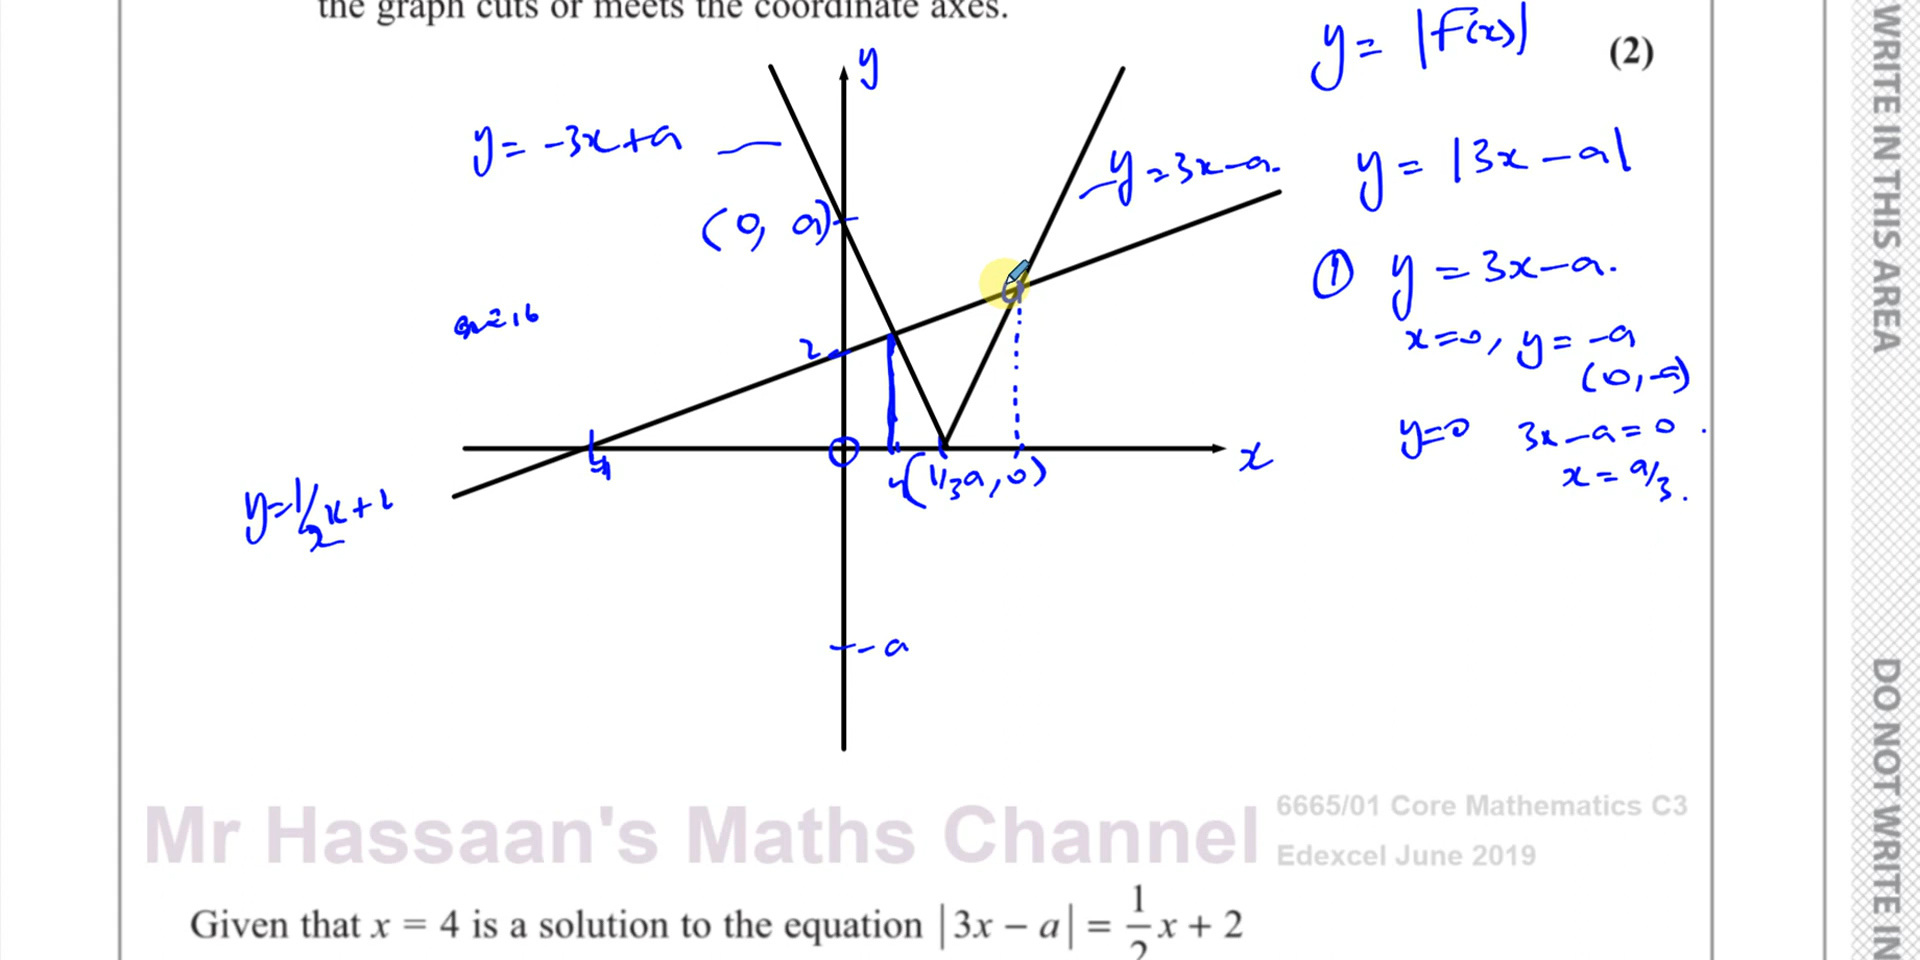 the graph cuts or meets the coordinate axes.
(2)
y = |f(x)|
y
y = -3x+a
y = 3x-a.
y = |3x-a|
(0, a)
① y = 3x-a.
x=0, y = -a
(0,-a)
2
y=0 3x-a=0.
x = a/3.
O
(1/3a, 0)
x
y=1/2x+2
-a
Mr Hassaan's Maths Channel
6665/01 Core Mathematics C3
Edexcel June 2019
Given that x = 4 is a solution to the equation |3x − a| = 1/2 x + 2
WRITE IN THIS AREA
DO NOT WRITE IN